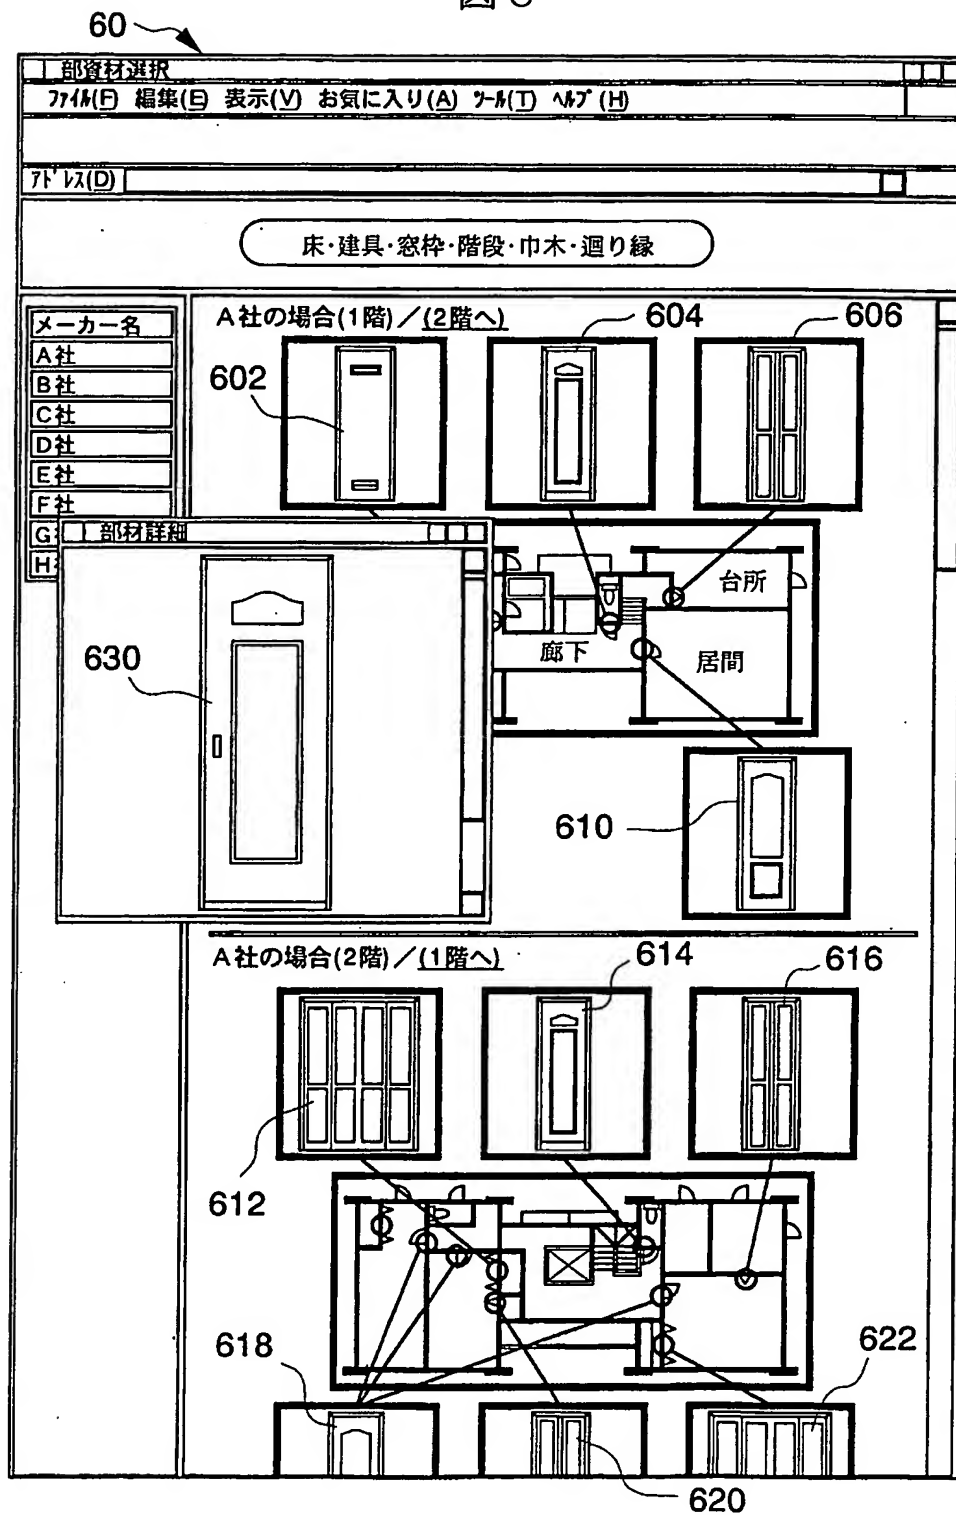 60
部資材選択
ファイル(F) 編集(E) 表示(V) お気に入り(A) ツール(T) ヘルプ(H)
アドレス(D)
床・建具・窓枠・階段・巾木・廻り縁
メーカー名
A社
B社
C社
D社
E社
F社
G
H
A社の場合(1階)／(2階へ)
604
606
602
部材詳細
630
台所
廊下
居間
610
A社の場合(2階)／(1階へ)
614
616
612
618
622
620